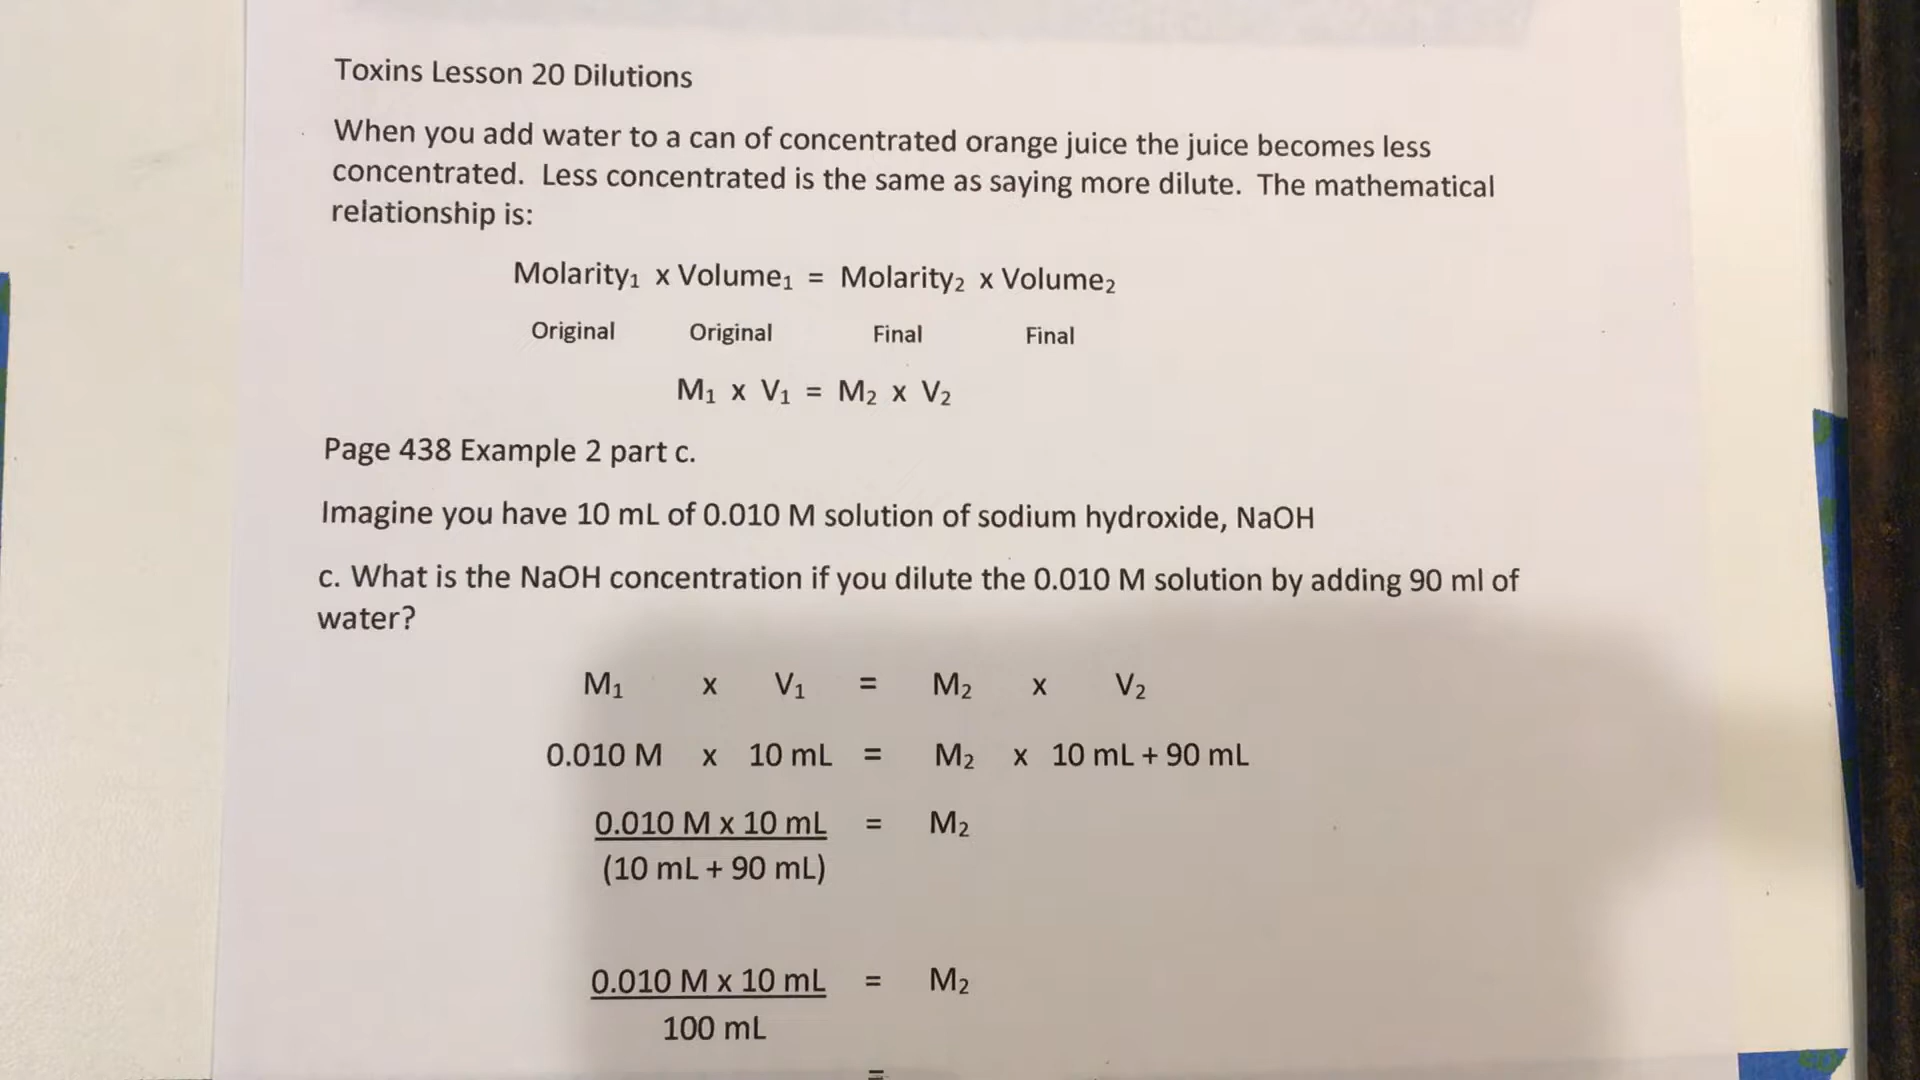 Toxins Lesson 20 Dilutions
When you add water to a can of concentrated orange juice the juice becomes less
concentrated. Less concentrated is the same as saying more dilute. The mathematical
relationship is:
Molarity₁ x Volume₁ = Molarity₂ x Volume₂
Original Original Final Final
M₁ x V₁ = M₂ x V₂
Page 438 Example 2 part c.
Imagine you have 10 mL of 0.010 M solution of sodium hydroxide, NaOH
c. What is the NaOH concentration if you dilute the 0.010 M solution by adding 90 ml of
water?
M₁ x V₁ = M₂ x V₂
0.010 M x 10 mL = M₂ x 10 mL + 90 mL
0.010 M x 10 mL = M₂
(10 mL + 90 mL)
0.010 M x 10 mL = M₂
100 mL
=